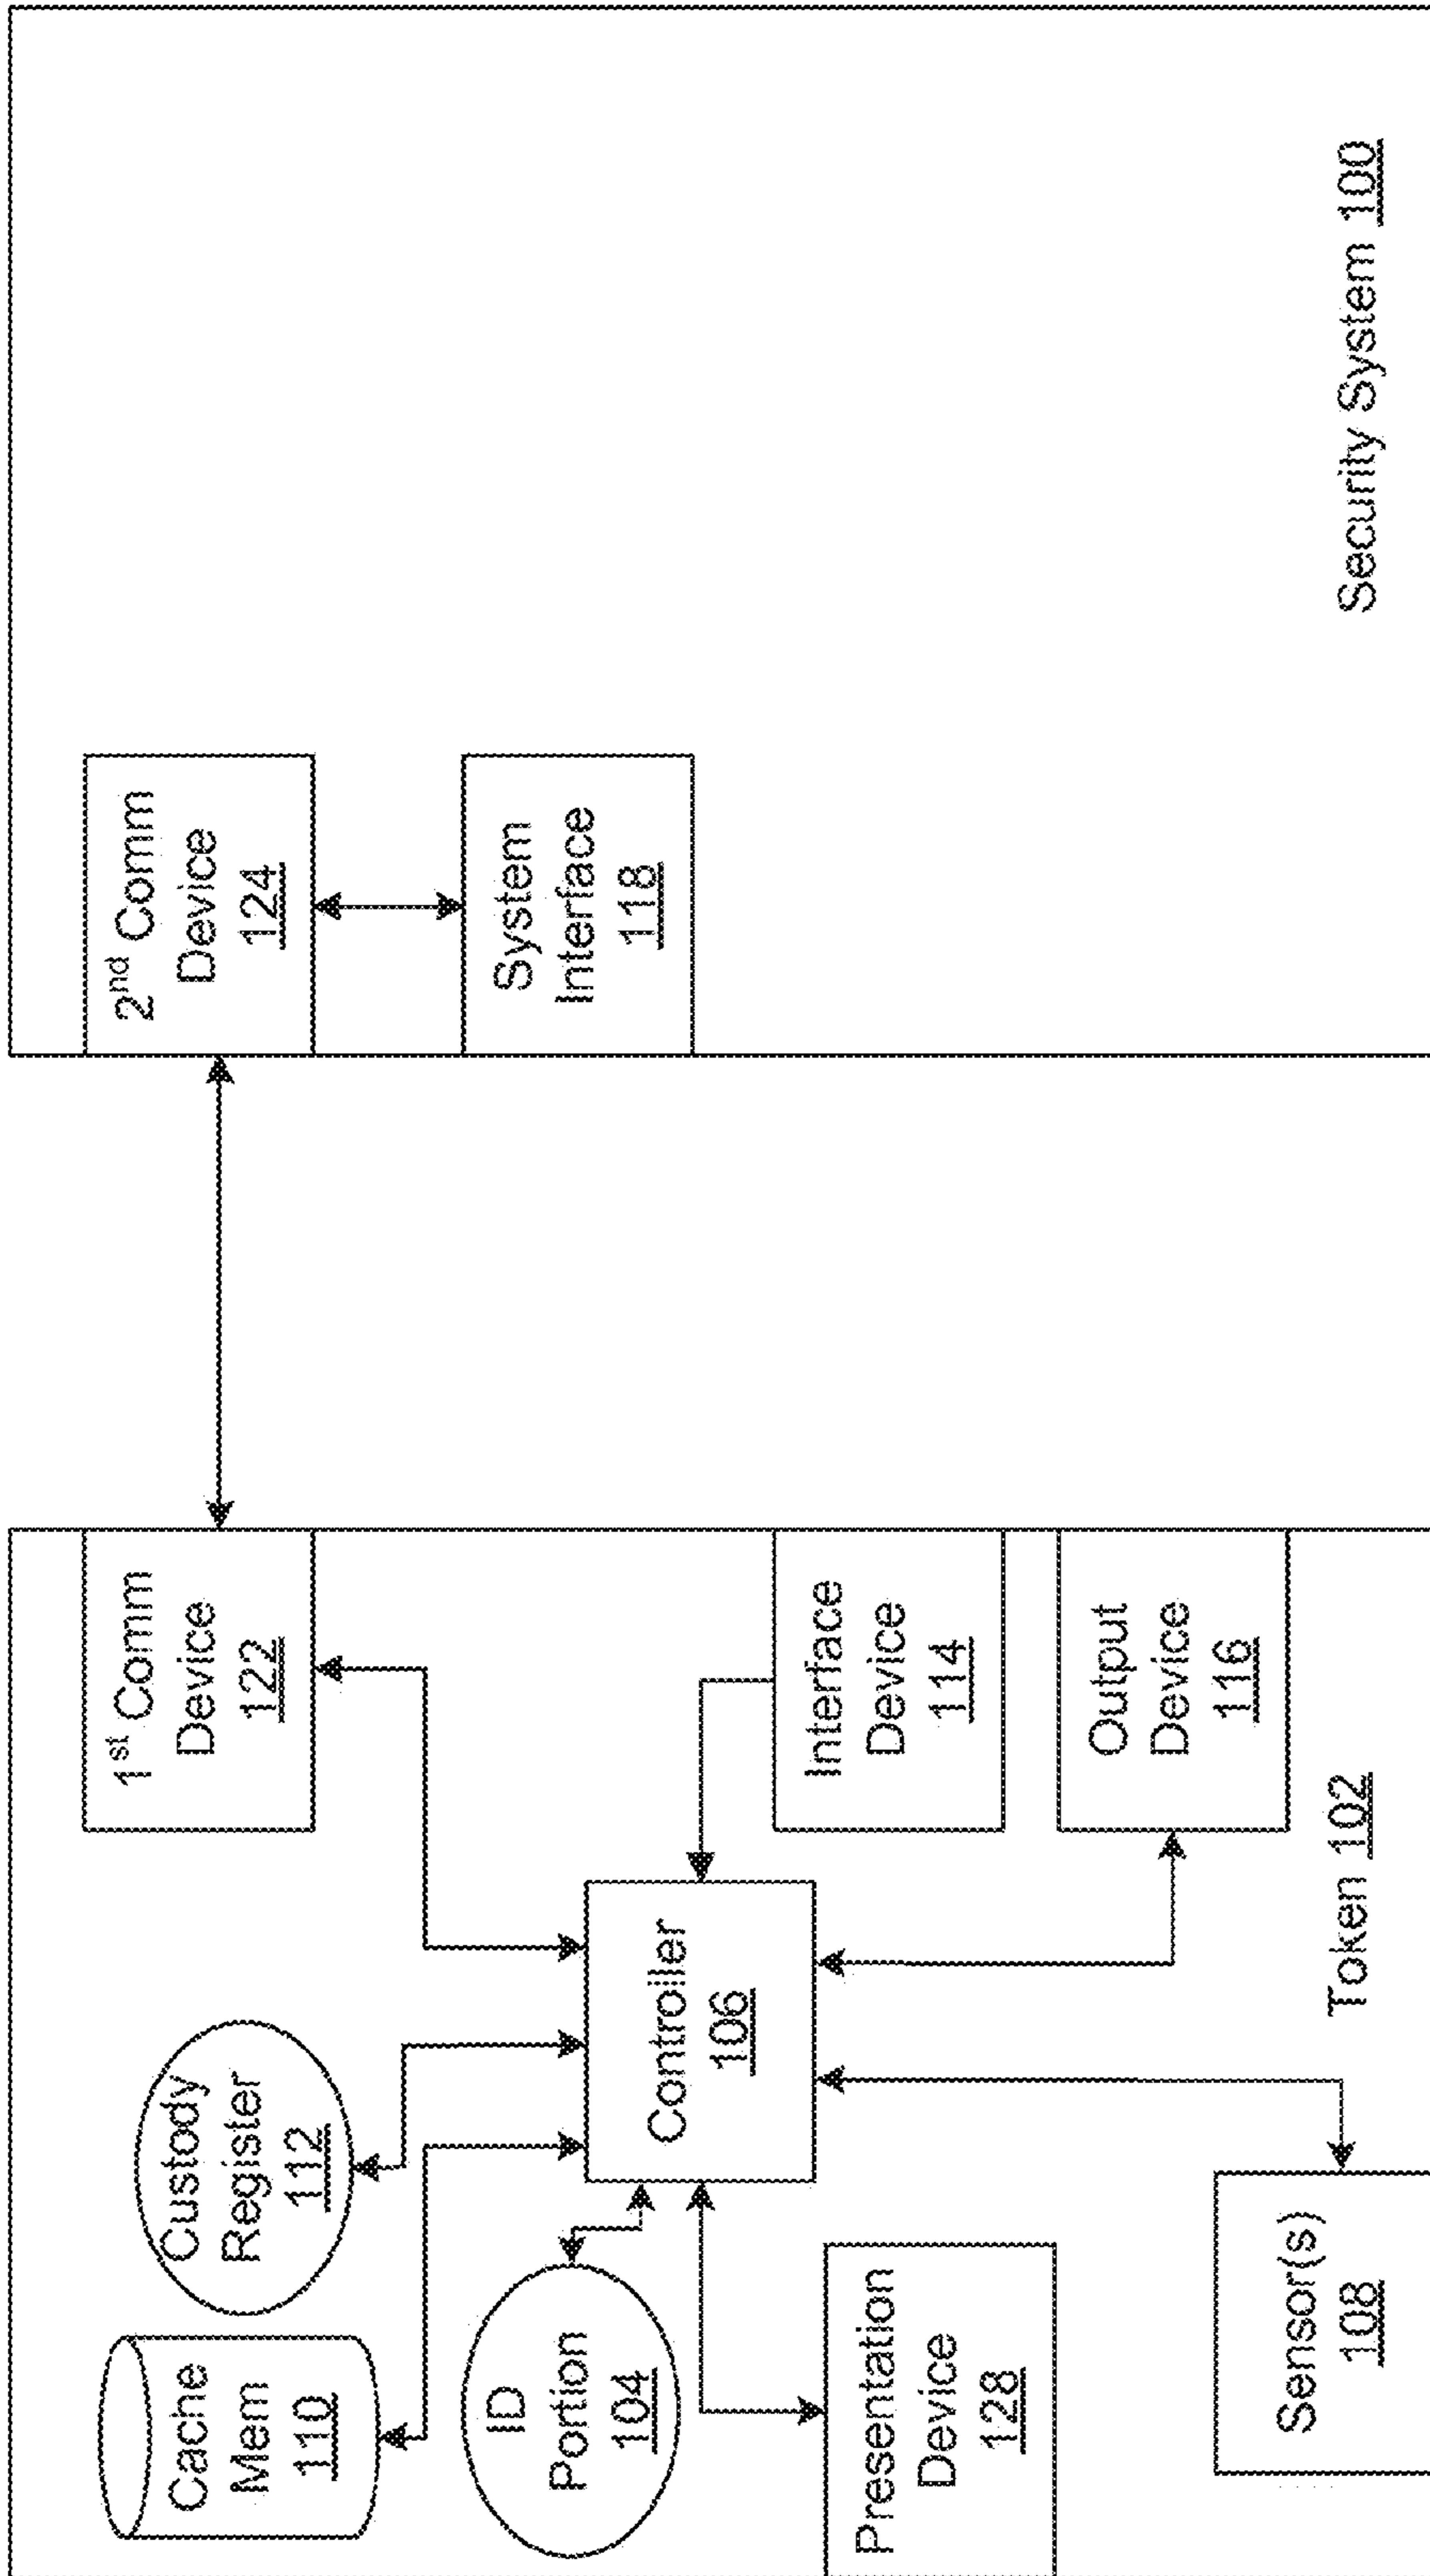 Cache
Mem
110
Custody
Register
112
1st Comm
Device
122
2nd Comm
Device
124
ID
Portion
104
Controller
106
System
Interface
118
Presentation
Device
128
Interface
Device
114
Output
Device
116
Sensor(s)
108
Token 102
Security System 100